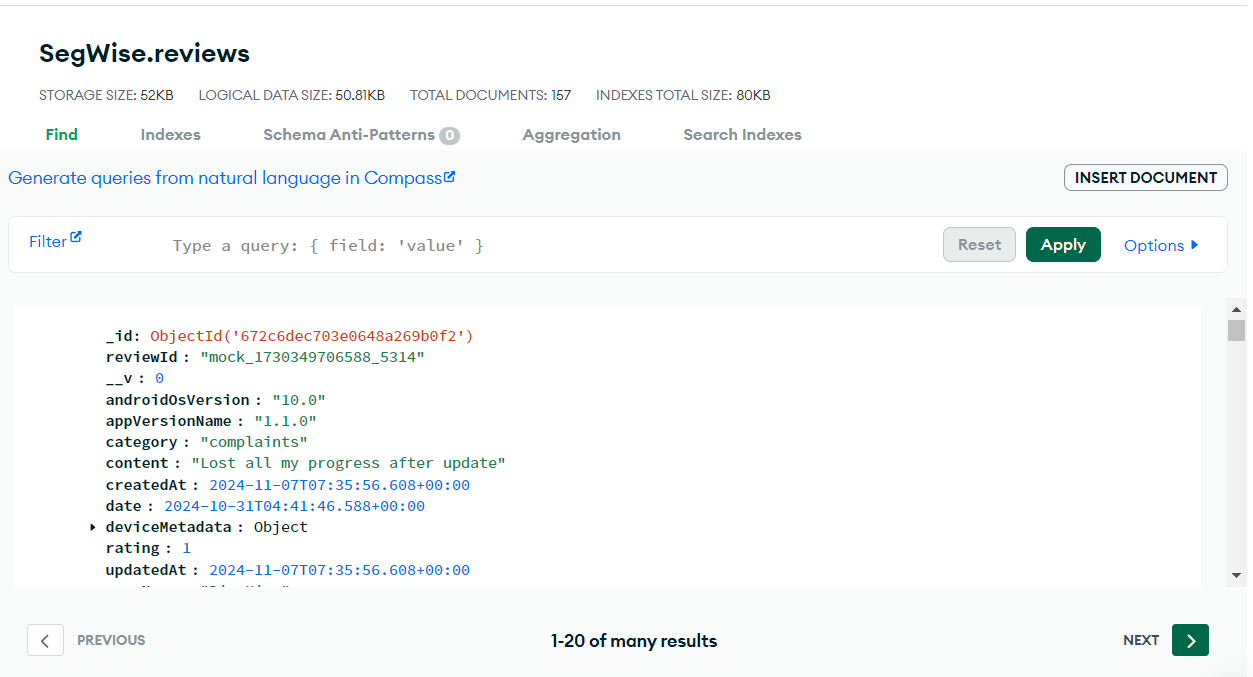 SegWise.reviews
STORAGE SIZE: 52KB LOGICAL DATA SIZE: 50.81KB TOTAL DOCUMENTS: 157 INDEXES TOTAL SIZE: 80KB
Find Indexes Schema Anti-Patterns 0 Aggregation Search Indexes
Generate queries from natural language in Compass
INSERT DOCUMENT
Filter Type a query: { field: 'value' } Reset Apply Options
_id: ObjectId('672c6dec703e0648a269b0f2')
reviewId : "mock_1730349706588_5314"
__v : 0
androidOsVersion : "10.0"
appVersionName : "1.1.0"
category : "complaints"
content : "Lost all my progress after update"
createdAt : 2024-11-07T07:35:56.608+00:00
date : 2024-10-31T04:41:46.588+00:00
deviceMetadata : Object
rating : 1
updatedAt : 2024-11-07T07:35:56.608+00:00
PREVIOUS 1-20 of many results NEXT